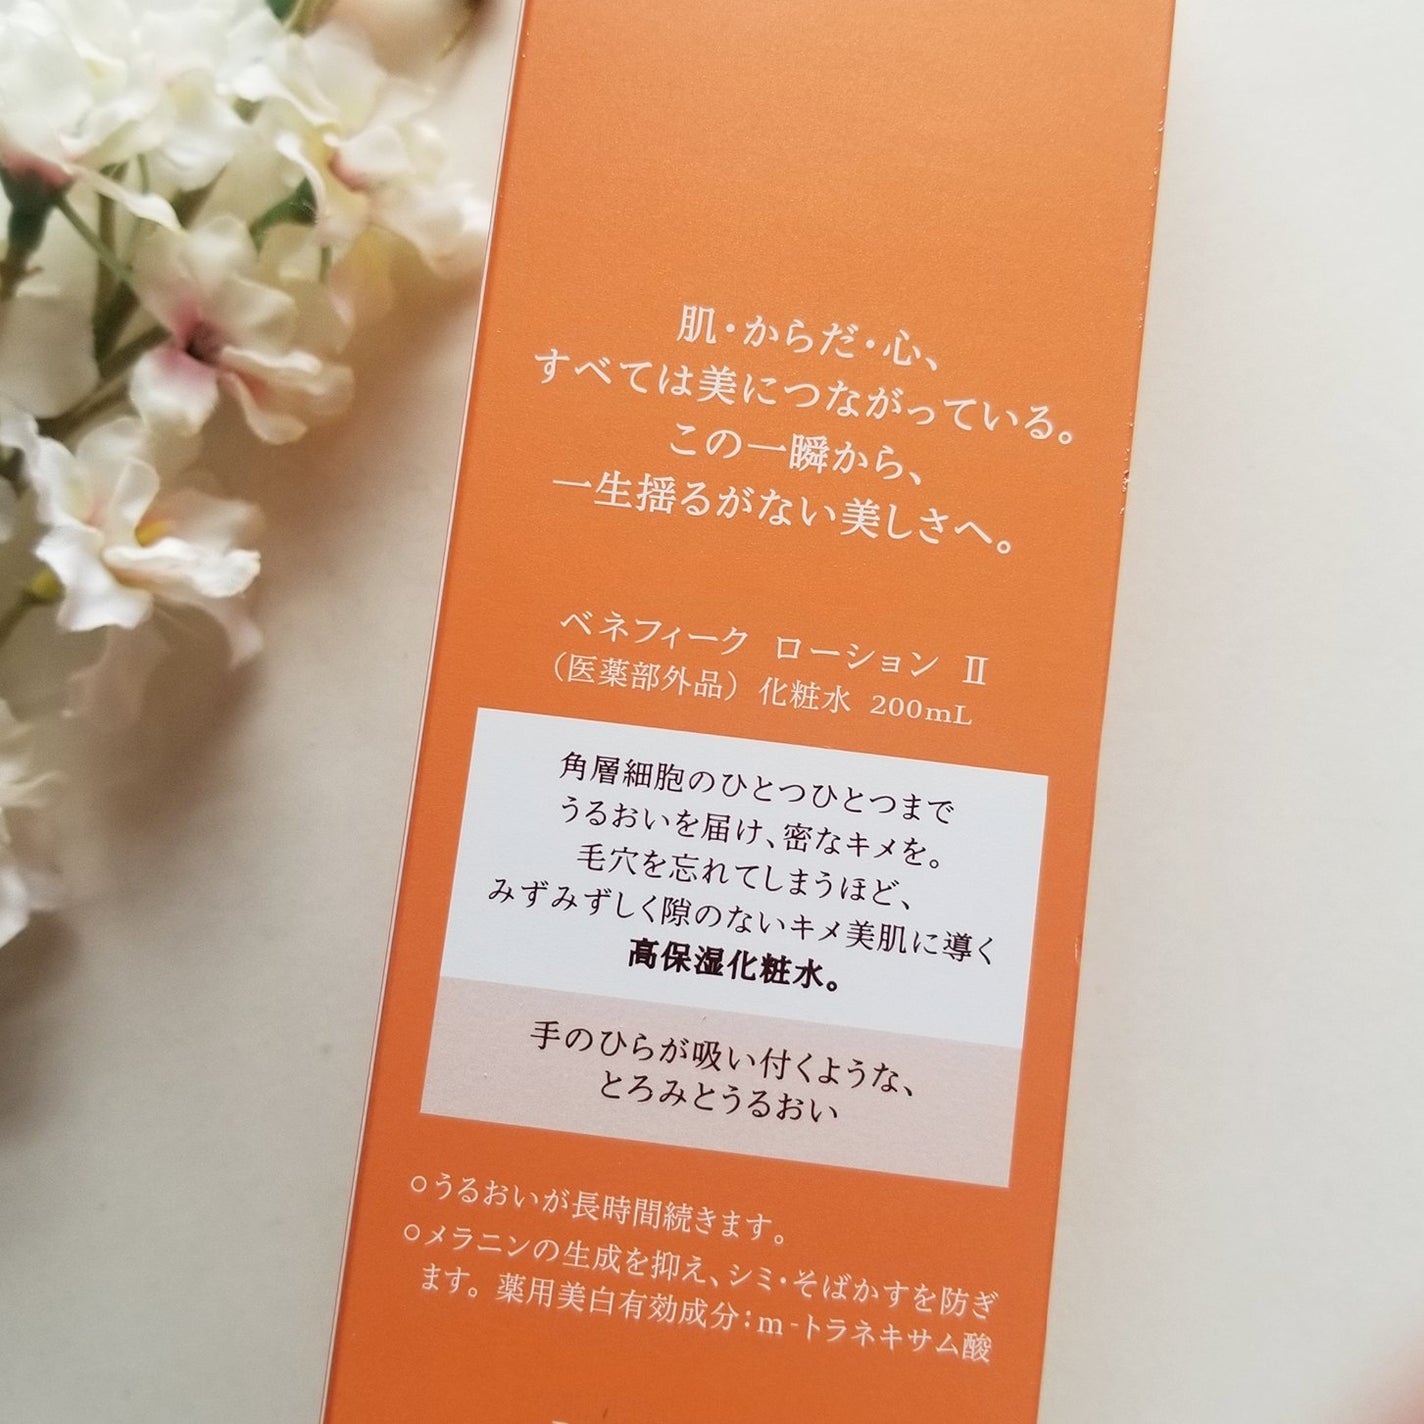 肌・からだ・心、
すべては美につながっている。
この一瞬から、
一生揺るがない美しさへ。
ベネフィーク ローション Ⅱ
（医薬部外品）化粧水 200mL
角層細胞のひとつひとつまで
うるおいを届け、密なキメを。
毛穴を忘れてしまうほど、
みずみずしく隙のないキメ美肌に導く
高保湿化粧水。
手のひらが吸い付くような、
とろみとうるおい
○うるおいが長時間続きます。
○メラニンの生成を抑え、シミ・そばかすを防ぎ
ます。薬用美白有効成分：m-トラネキサム酸